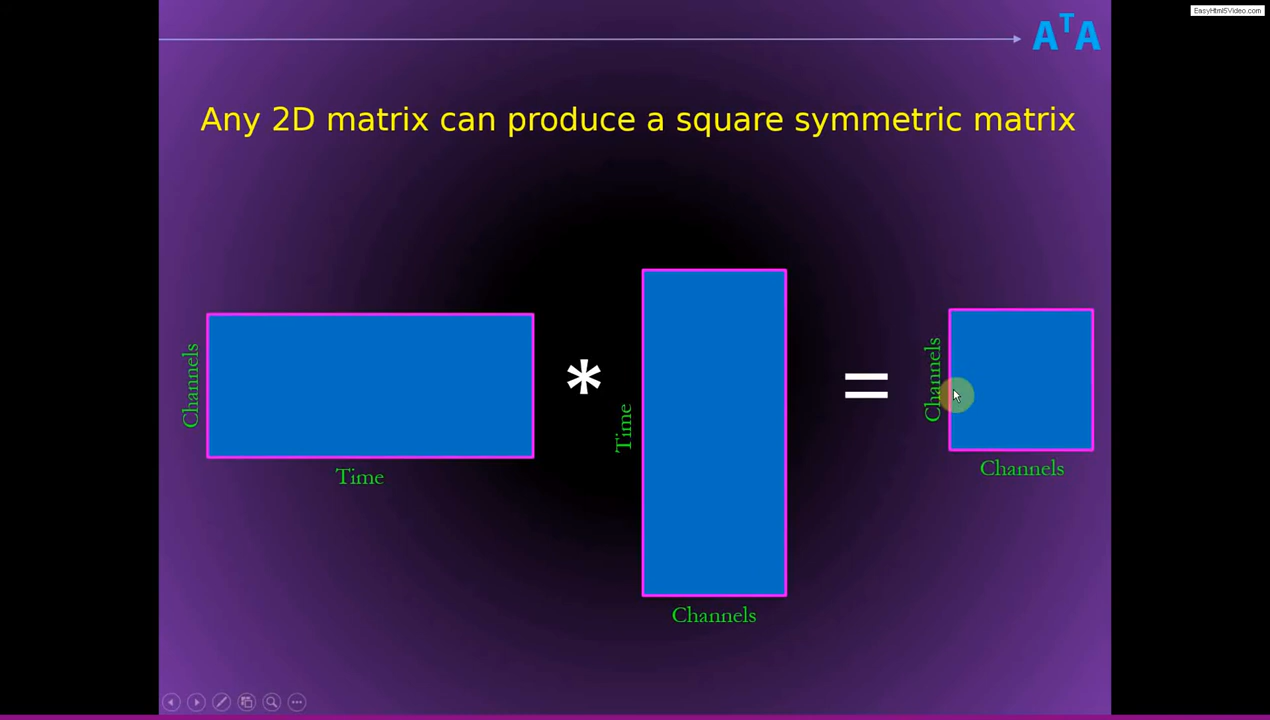 EasyHtml5Video.com
AᵀA
Any 2D matrix can produce a square symmetric matrix
Channels
Time
*
Time
Channels
=
Channels
Channels